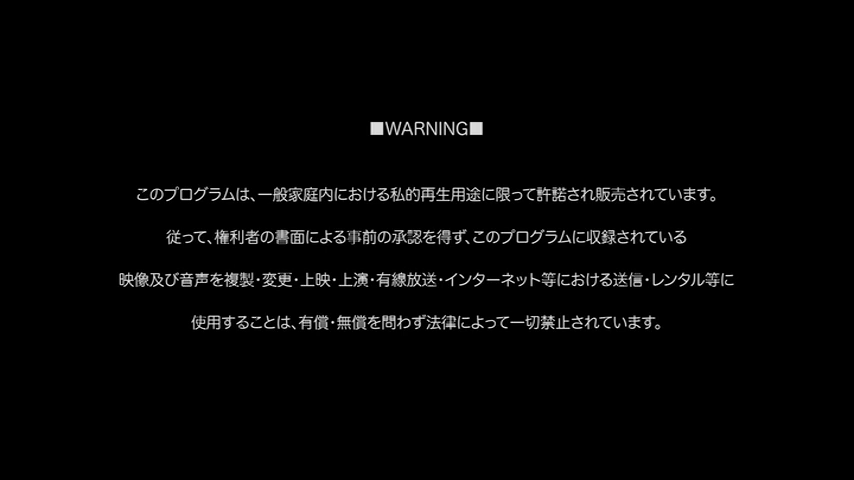 ■WARNING■
このプログラムは、一般家庭内における私的再生用途に限って許諾され販売されています。
従って、権利者の書面による事前の承認を得ず、このプログラムに収録されている
映像及び音声を複製・変更・上映・上演・有線放送・インターネット等における送信・レンタル等に
使用することは、有償・無償を問わず法律によって一切禁止されています。